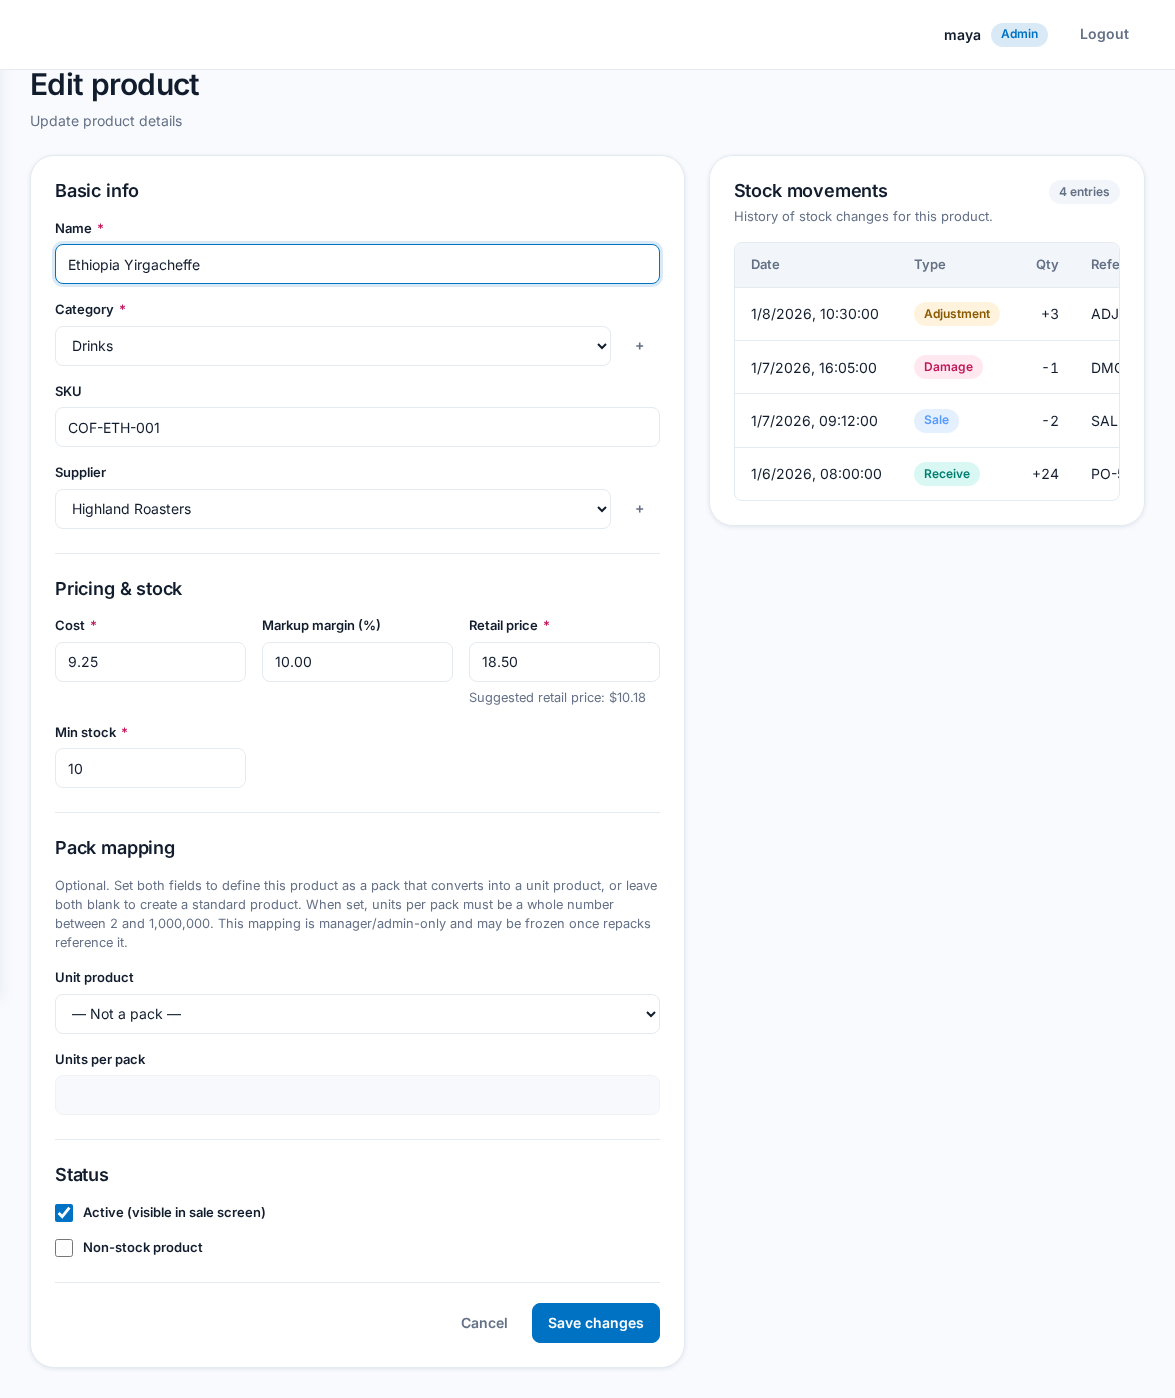 maya Admin Logout
Edit product
Update product details
Basic info
Name *
Ethiopia Yirgacheffe
Category *
Drinks +
SKU
COF-ETH-001
Supplier
Highland Roasters +
Pricing & stock
Cost * Markup margin (%) Retail price *
9.25 10.00 18.50
Suggested retail price: $10.18
Min stock *
10
Pack mapping
Optional. Set both fields to define this product as a pack that converts into a unit product, or leave
both blank to create a standard product. When set, units per pack must be a whole number
between 2 and 1,000,000. This mapping is manager/admin-only and may be frozen once repacks
reference it.
Unit product
— Not a pack —
Units per pack
Status
Active (visible in sale screen)
Non-stock product
Cancel Save changes
Stock movements 4 entries
History of stock changes for this product.
Date Type Qty Refe
1/8/2026, 10:30:00 Adjustment +3 ADJ
1/7/2026, 16:05:00 Damage -1 DMG
1/7/2026, 09:12:00 Sale -2 SAL
1/6/2026, 08:00:00 Receive +24 PO-